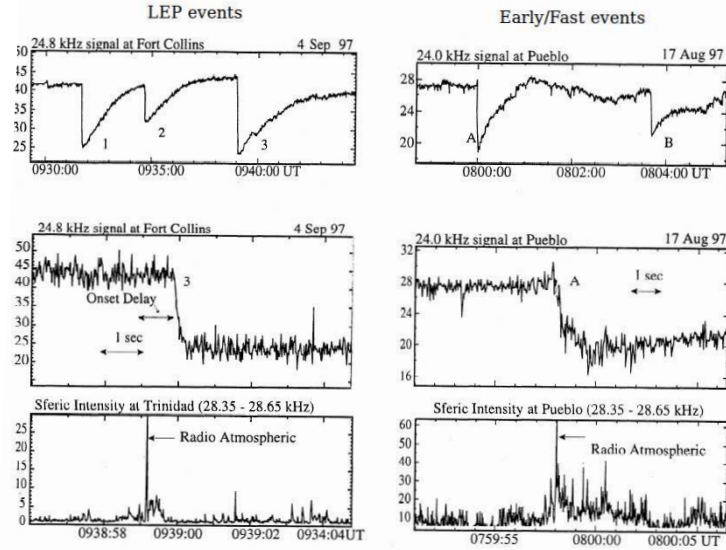 LEP events
24.8 kHz signal at Fort Collins 4 Sep 97
50
45
40
35
30
25
1
2
3
0930:00 0935:00 0940:00 UT
24.8 kHz signal at Fort Collins 4 Sep 97
50
45
40
35
30
25
20
3
Onset Delay
1 sec
Sferic Intensity at Trinidad (28.35 - 28.65 kHz)
30
25
20
15
10
5
0
Radio Atmospheric
0938:58 0939:00 0939:02 0934:04 UT
Early/Fast events
24.0 kHz signal at Pueblo 17 Aug 97
28
24
20
A
B
0800:00 0802:00 0804:00 UT
24.0 kHz signal at Pueblo 17 Aug 97
32
28
24
20
16
A
1 sec
Sferic Intensity at Pueblo (28.35 - 28.65 kHz)
60
50
40
30
20
10
Radio Atmospheric
0759:55 0800:00 0800:05 UT